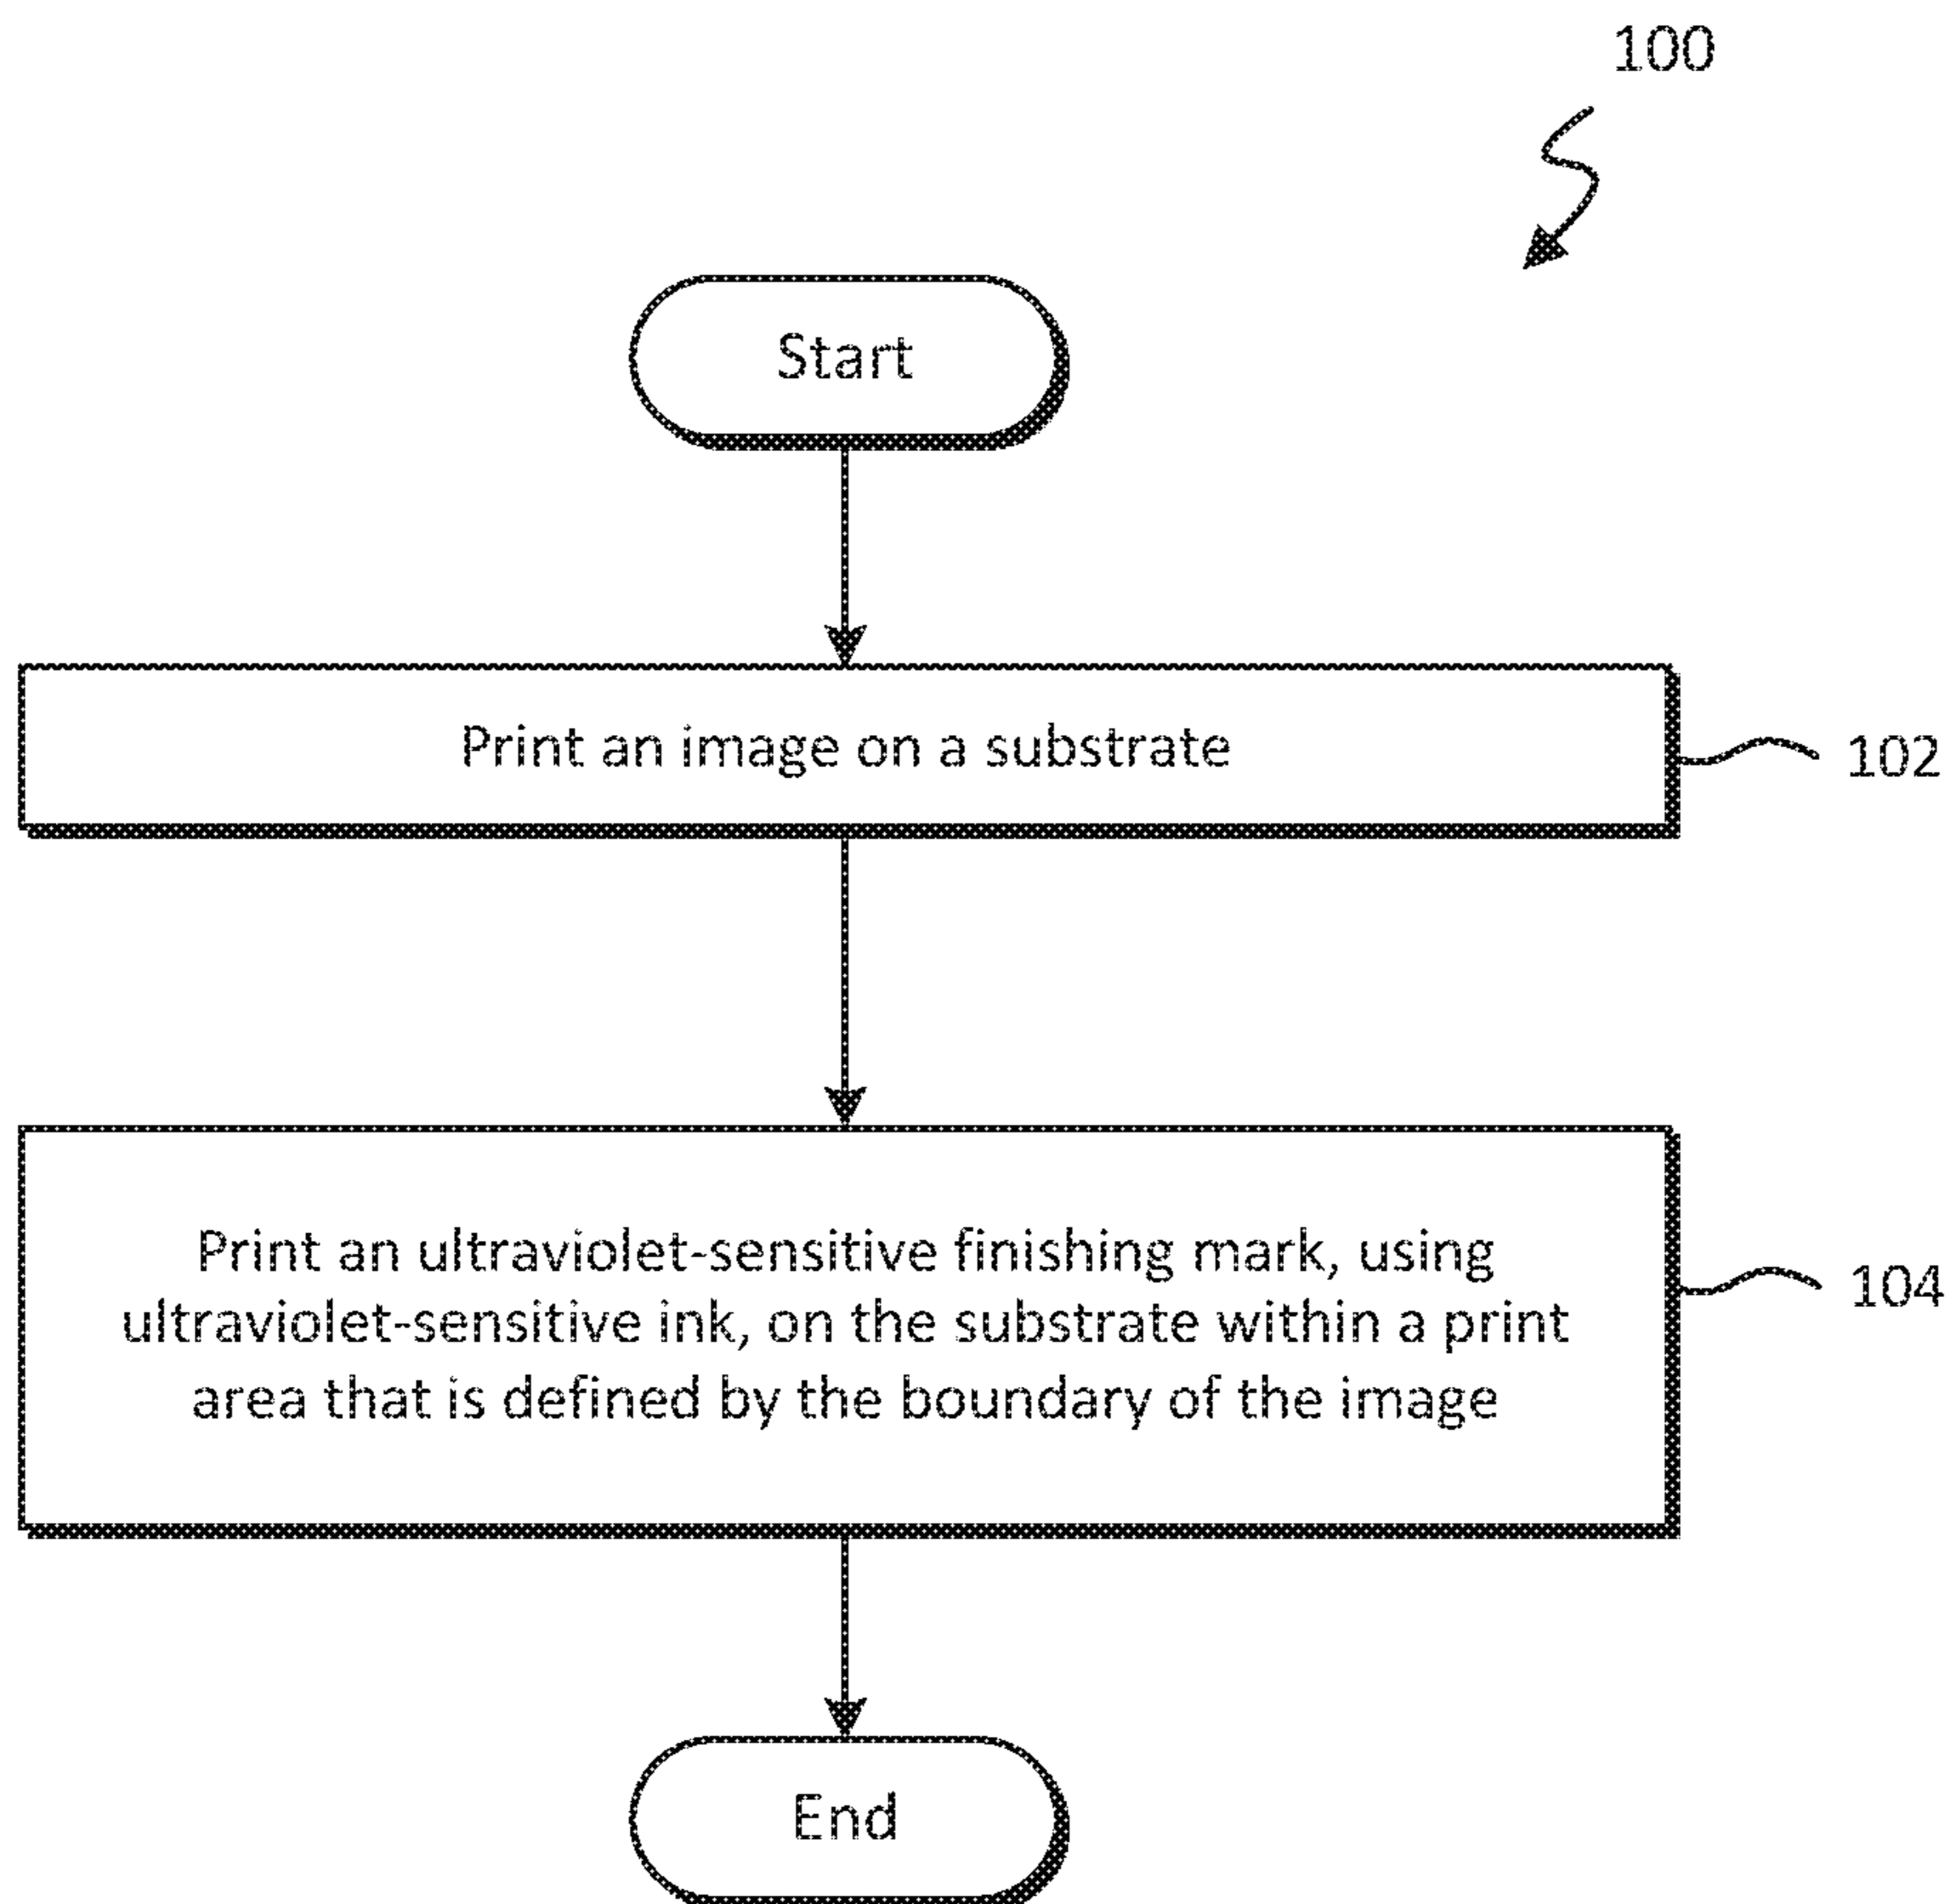 100
Start
Print an image on a substrate
102
Print an ultraviolet-sensitive finishing mark, using
ultraviolet-sensitive ink, on the substrate within a print
area that is defined by the boundary of the image
104
End